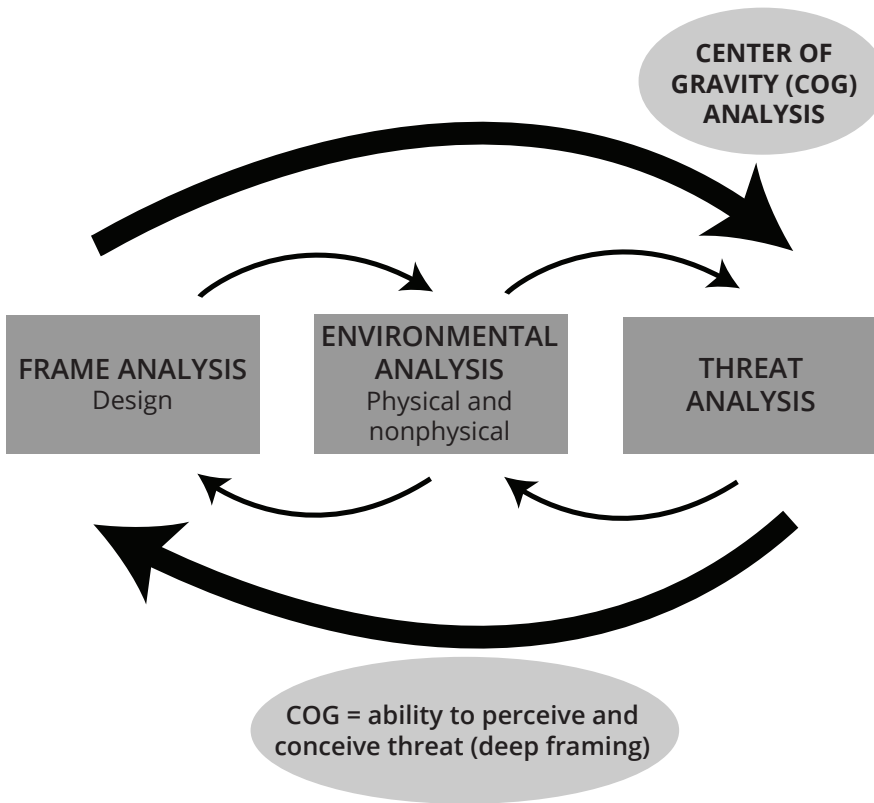 CENTER OF
GRAVITY (COG)
ANALYSIS
FRAME ANALYSIS
Design
ENVIRONMENTAL
ANALYSIS
Physical and
nonphysical
THREAT
ANALYSIS
COG = ability to perceive and
conceive threat (deep framing)